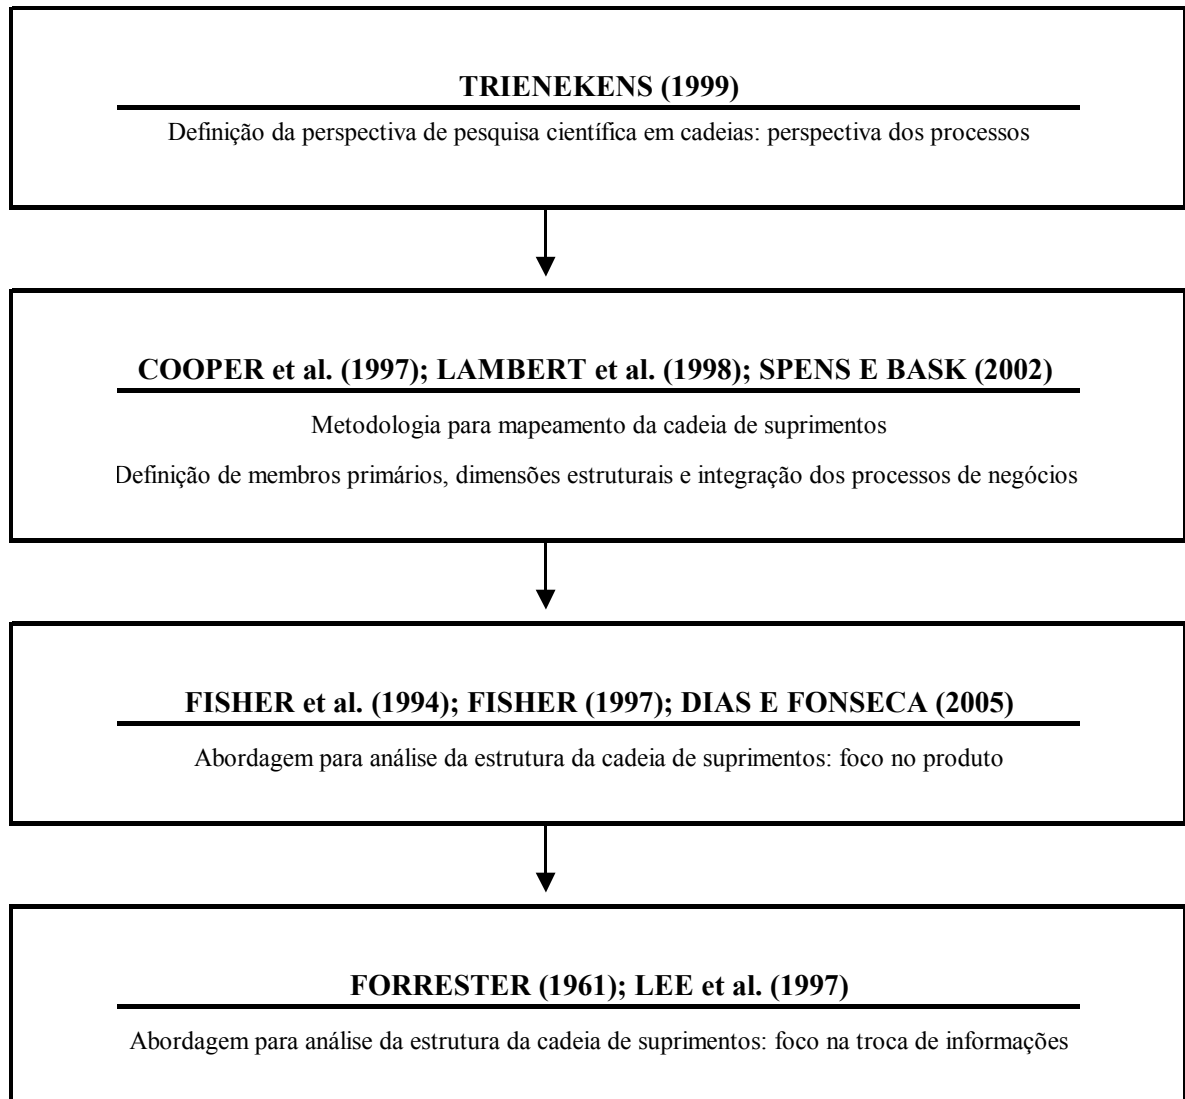 TRIENEKENS (1999)
Definição da perspectiva de pesquisa científica em cadeias: perspectiva dos processos
COOPER et al. (1997); LAMBERT et al. (1998); SPENS E BASK (2002)
Metodologia para mapeamento da cadeia de suprimentos
Definição de membros primários, dimensões estruturais e integração dos processos de negócios
FISHER et al. (1994); FISHER (1997); DIAS E FONSECA (2005)
Abordagem para análise da estrutura da cadeia de suprimentos: foco no produto
FORRESTER (1961); LEE et al. (1997)
Abordagem para análise da estrutura da cadeia de suprimentos: foco na troca de informações